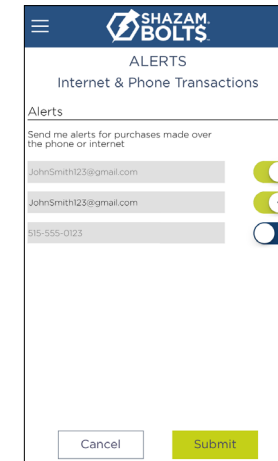 SHAZAM.
BOLT$.
ALERTS
Internet & Phone Transactions
Alerts
Send me alerts for purchases made over
the phone or internet
JohnSmith123@gmail.com
JohnSmith123@gmail.com
515-555-0123
Cancel
Submit